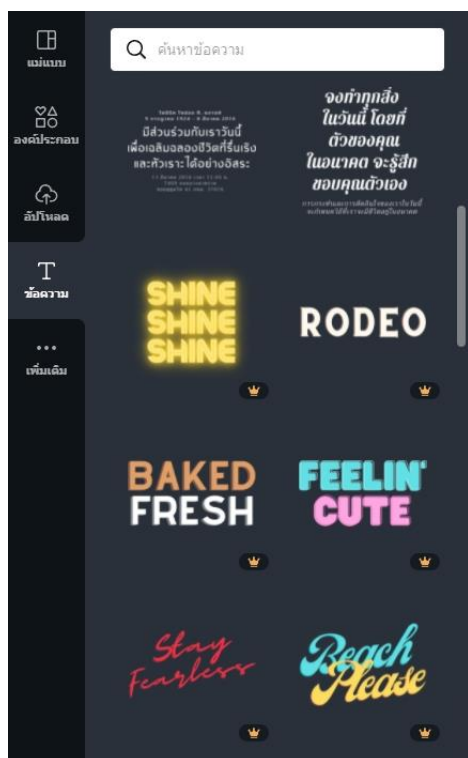 แม่แบบ
องค์ประกอบ
อัปโหลด
ข้อความ
เพิ่มเติม
ค้นหาข้อความ
มีส่วนร่วมกับเราวันนี้
เพื่อเฉลิมฉลองชีวิตที่รื่นเริง
และหัวเราะได้อย่างอิสระ
จงทำทุกสิ่ง
ในวันนี้ โดยที่
ตัวของคุณ
ในอนาคต จะรู้สึก
ขอบคุณตัวเอง
SHINE
SHINE
SHINE
RODEO
BAKED
FRESH
FEELIN'
CUTE
Stay
Fearless
Reach
Please